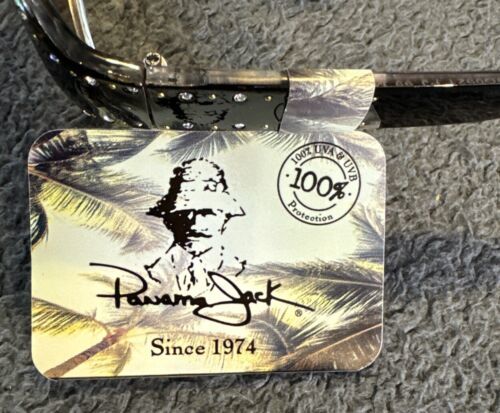 100% UVA & UVB
100%
Protection
Panama Jack®
Since 1974